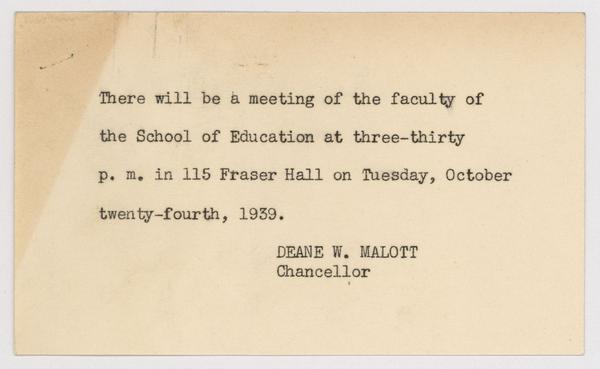 There will be a meeting of the faculty of
the School of Education at three-thirty
p. m. in 115 Fraser Hall on Tuesday, October
twenty-fourth, 1939.
DEANE W. MALOTT
Chancellor